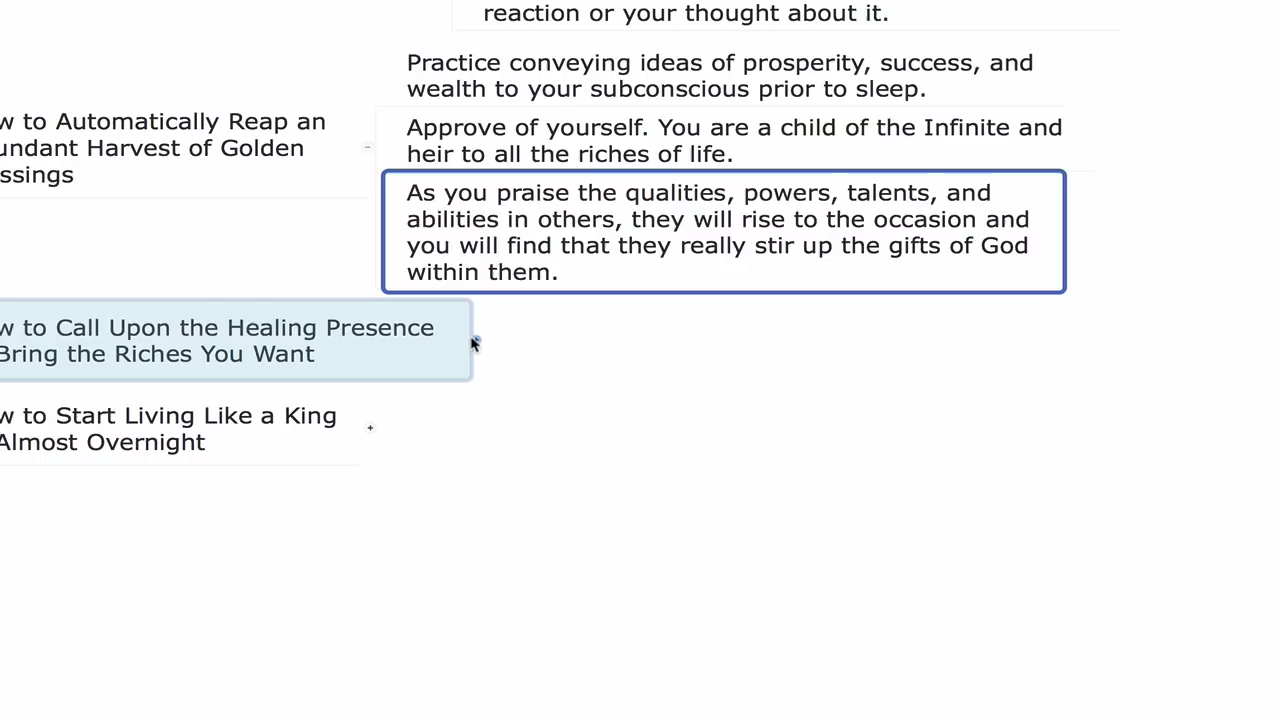 reaction or your thought about it.
Practice conveying ideas of prosperity, success, and
wealth to your subconscious prior to sleep.
w to Automatically Reap an
undant Harvest of Golden
ssings
Approve of yourself. You are a child of the Infinite and
heir to all the riches of life.
As you praise the qualities, powers, talents, and
abilities in others, they will rise to the occasion and
you will find that they really stir up the gifts of God
within them.
w to Call Upon the Healing Presence
Bring the Riches You Want
w to Start Living Like a King
Almost Overnight